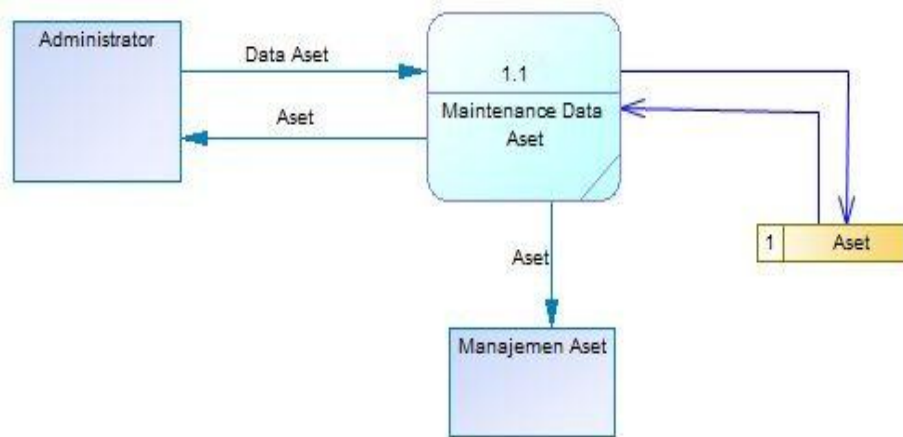 Administrator
Data Aset
1.1
Aset
Maintenance Data
Aset
1
Aset
Aset
Manajemen Aset